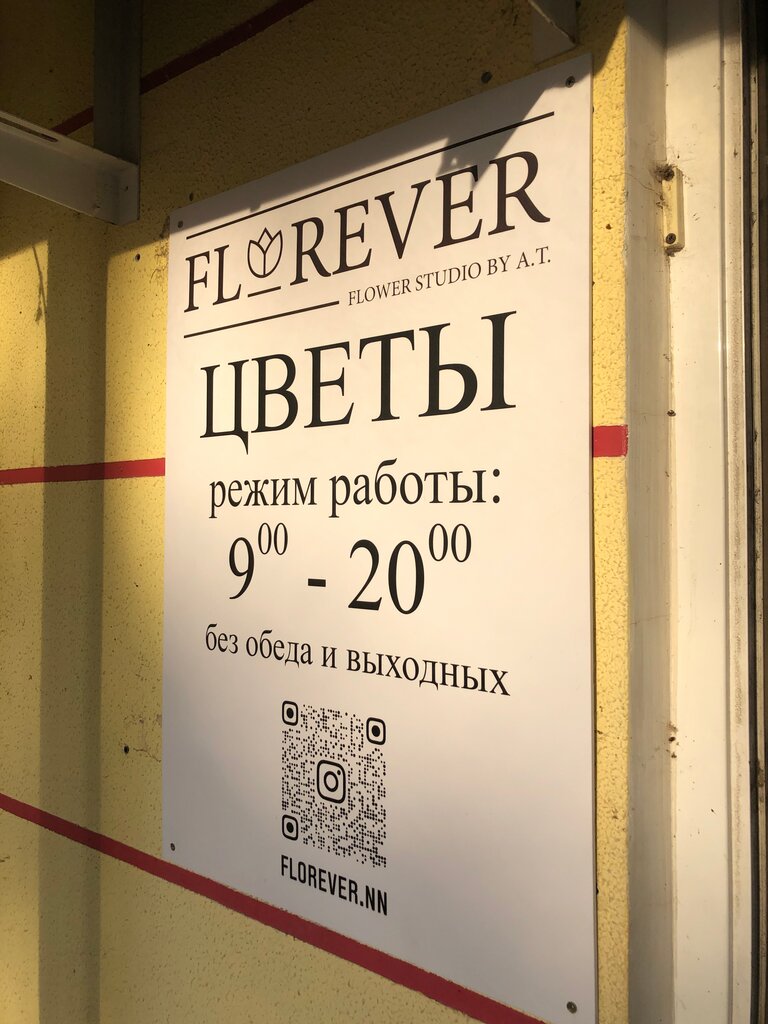 FLOREVER
FLOWER STUDIO BY A.T.
ЦВЕТЫ
режим работы:
9⁰⁰ - 20⁰⁰
без обеда и выходных
FLOREVER.NN